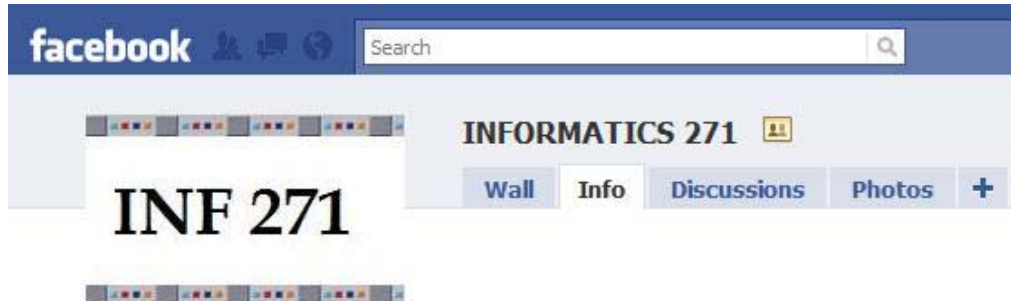 facebook Search
INFORMATICS 271
Wall Info Discussions Photos +
INF 271